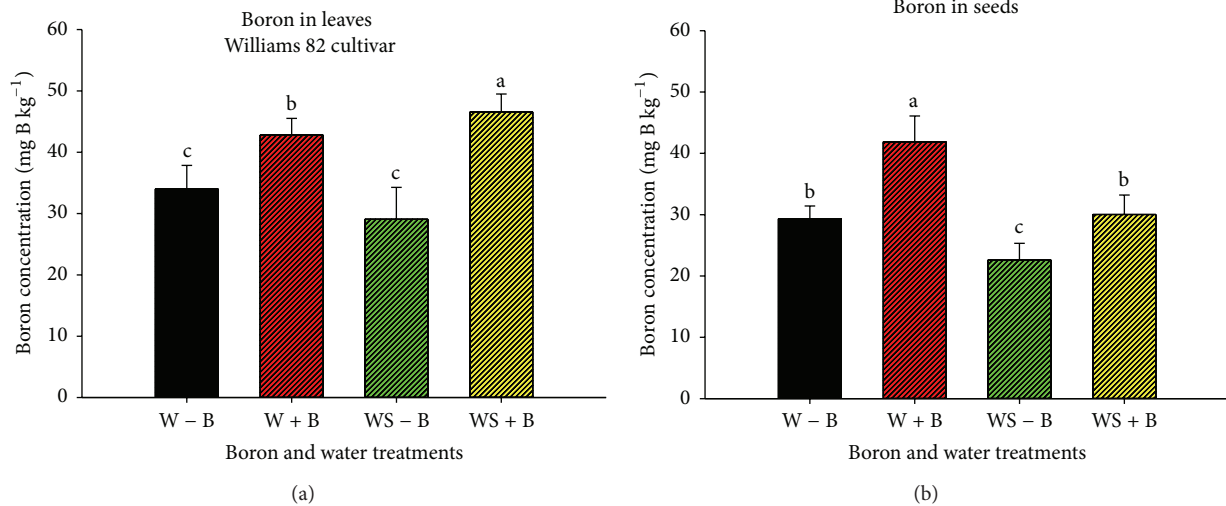 Boron in leaves
Williams 82 cultivar
Boron concentration (mg B kg⁻¹)
60
50
40
30
20
10
0
c
b
c
a
W − B
W + B
WS − B
WS + B
Boron and water treatments
(a)
Boron in seeds
Boron concentration (mg B kg⁻¹)
60
50
40
30
20
10
0
b
a
c
b
W − B
W + B
WS − B
WS + B
Boron and water treatments
(b)